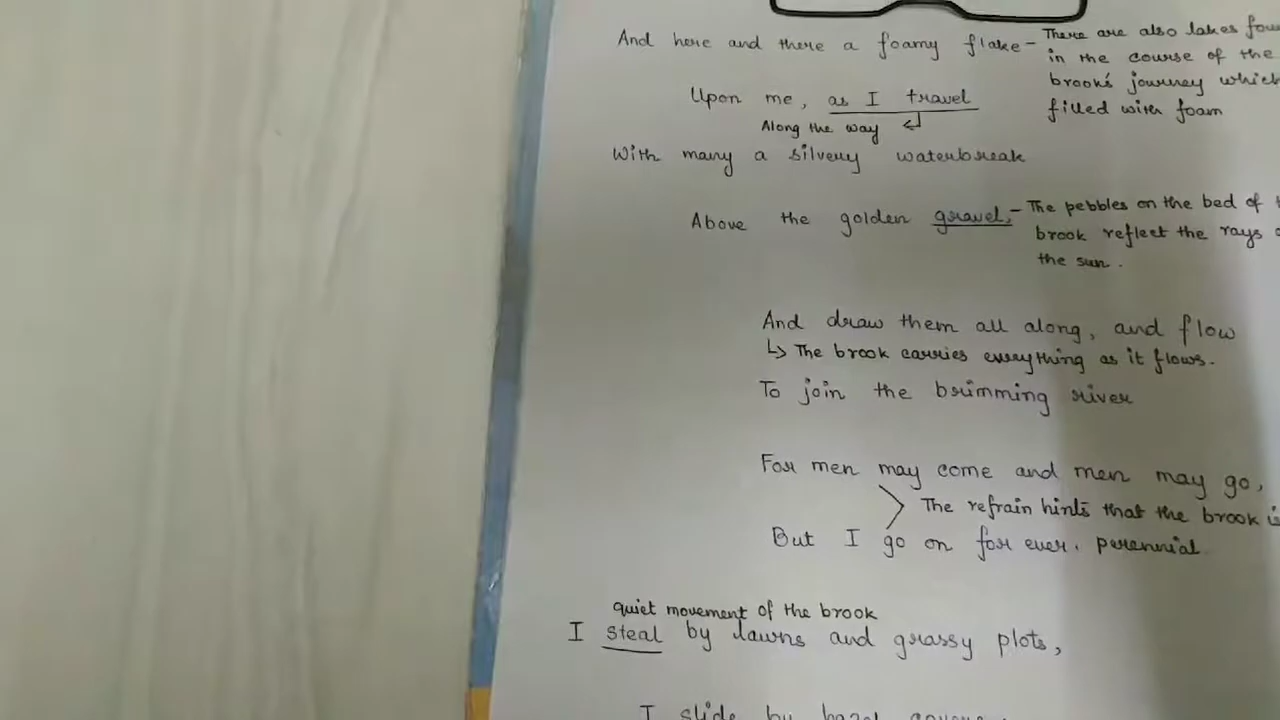 And here and there a foamy flake - There are also lakes
in the course of the
Upon me, as I travel
brook's journey which
Along the way
filled with foam
With many a silvery waterbreak
Above the golden gravel, - The pebbles on the bed of
brook reflect the rays
the sun.
And draw them all along, and flow
↳ The brook carries everything as it flows.
To join the brimming river
For men may come and men may go,
The refrain hints that the brook is
But I go on for ever. perennial
quiet movement of the brook
I steal by lawns and grassy plots,
I slide by hazel